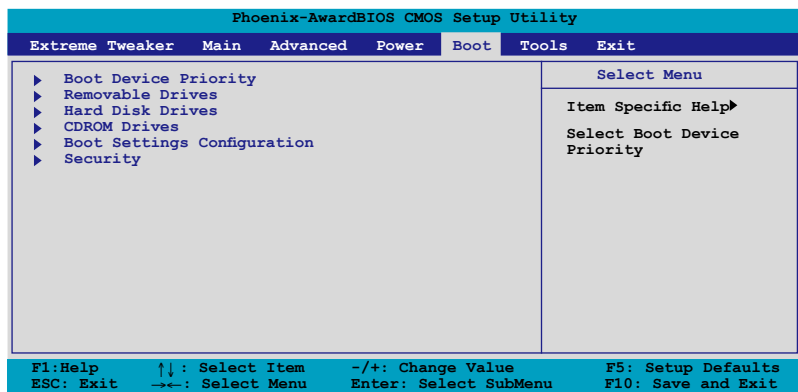 Phoenix-AwardBIOS CMOS Setup Utility
Extreme Tweaker Main Advanced Power Boot Tools Exit
Boot Device Priority
Removable Drives
Hard Disk Drives
CDROM Drives
Boot Settings Configuration
Security
Select Menu
Item Specific Help
Select Boot Device
Priority
F1:Help ↑↓: Select Item -/+: Change Value F5: Setup Defaults
ESC: Exit →←: Select Menu Enter: Select SubMenu F10: Save and Exit